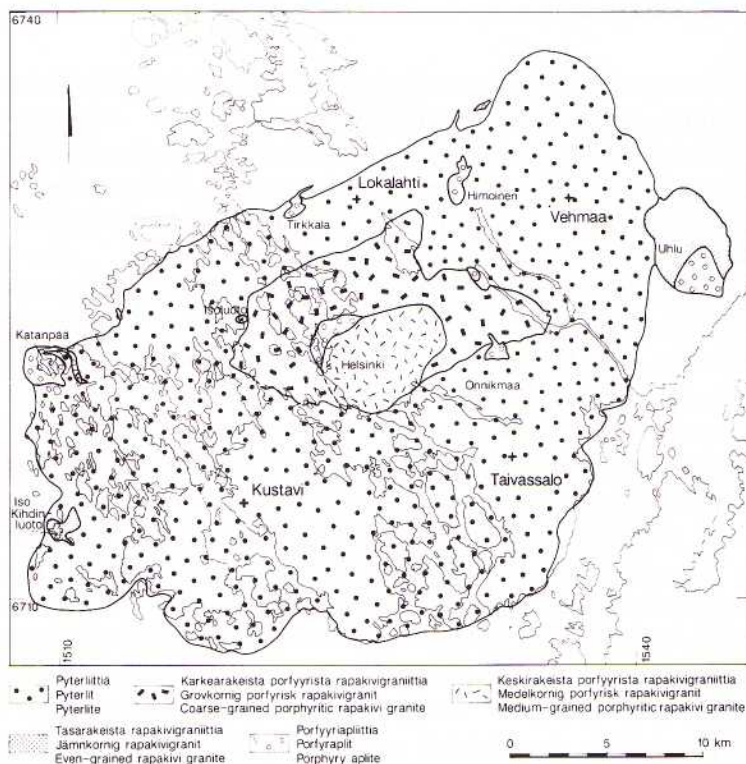 6740
Lokalahti
Himoinen
Vehmaa
Tirkkala
Uhlu
Isoluoto
Katanpää
Helsinki
Onnikmaa
Taivassalo
Kustavi
Iso
Kihdin-
luoto
6710
1510
1540
Pyterliittiä
Pyterlit
Pyterlite
Karkearakeista porfyyrista rapakivigraniittia
Grovkornig porfyrisk rapakivigranit
Coarse-grained porphyritic rapakivi granite
Keskirakeista porfyyrista rapakivigraniittia
Medelkornig porfyrisk rapakivigranit
Medium-grained porphyritic rapakivi granite
Tasarakeista rapakivigraniittia
Jämnkornig rapakivigranit
Even-grained rapakivi granite
Porfyyriapliittia
Porfyraplit
Porphyry aplite
0 5 10 km